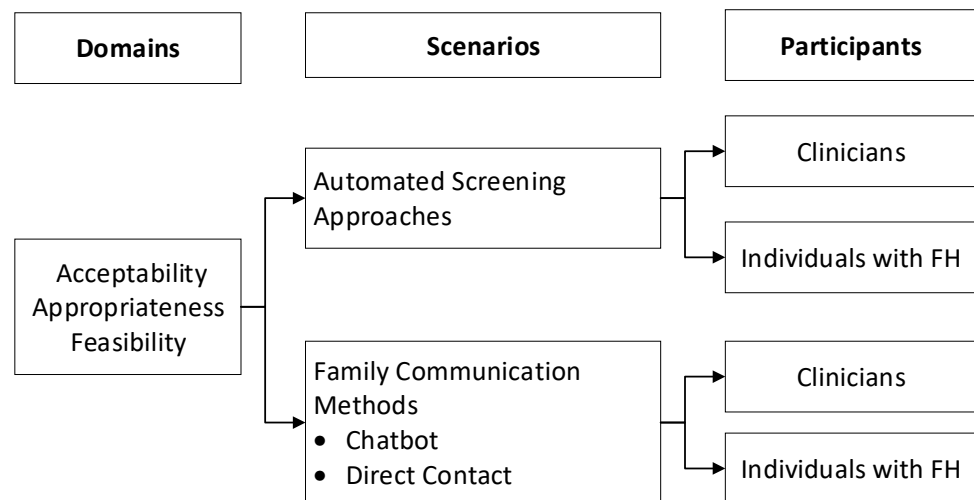 Domains
Scenarios
Participants
Acceptability
Appropriateness
Feasibility
Automated Screening
Approaches
Clinicians
Individuals with FH
Family Communication
Methods
• Chatbot
• Direct Contact
Clinicians
Individuals with FH